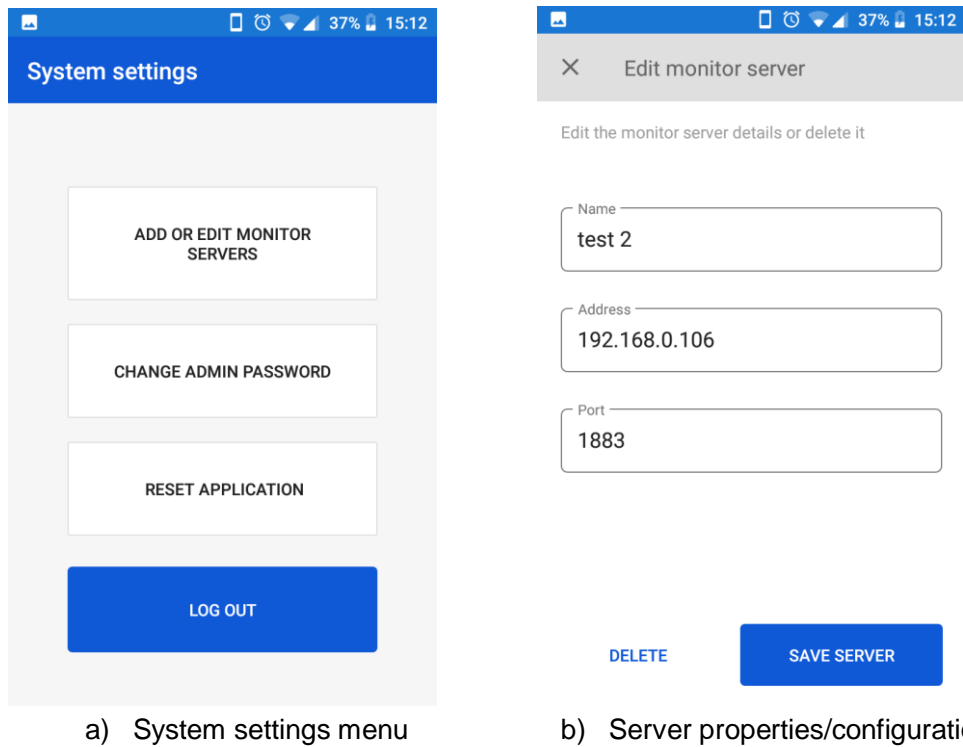 37% 15:12
System settings
ADD OR EDIT MONITOR
SERVERS
CHANGE ADMIN PASSWORD
RESET APPLICATION
LOG OUT
a) System settings menu
37% 15:12
Edit monitor server
Edit the monitor server details or delete it
Name
test 2
Address
192.168.0.106
Port
1883
DELETE SAVE SERVER
b) Server properties/configuratio